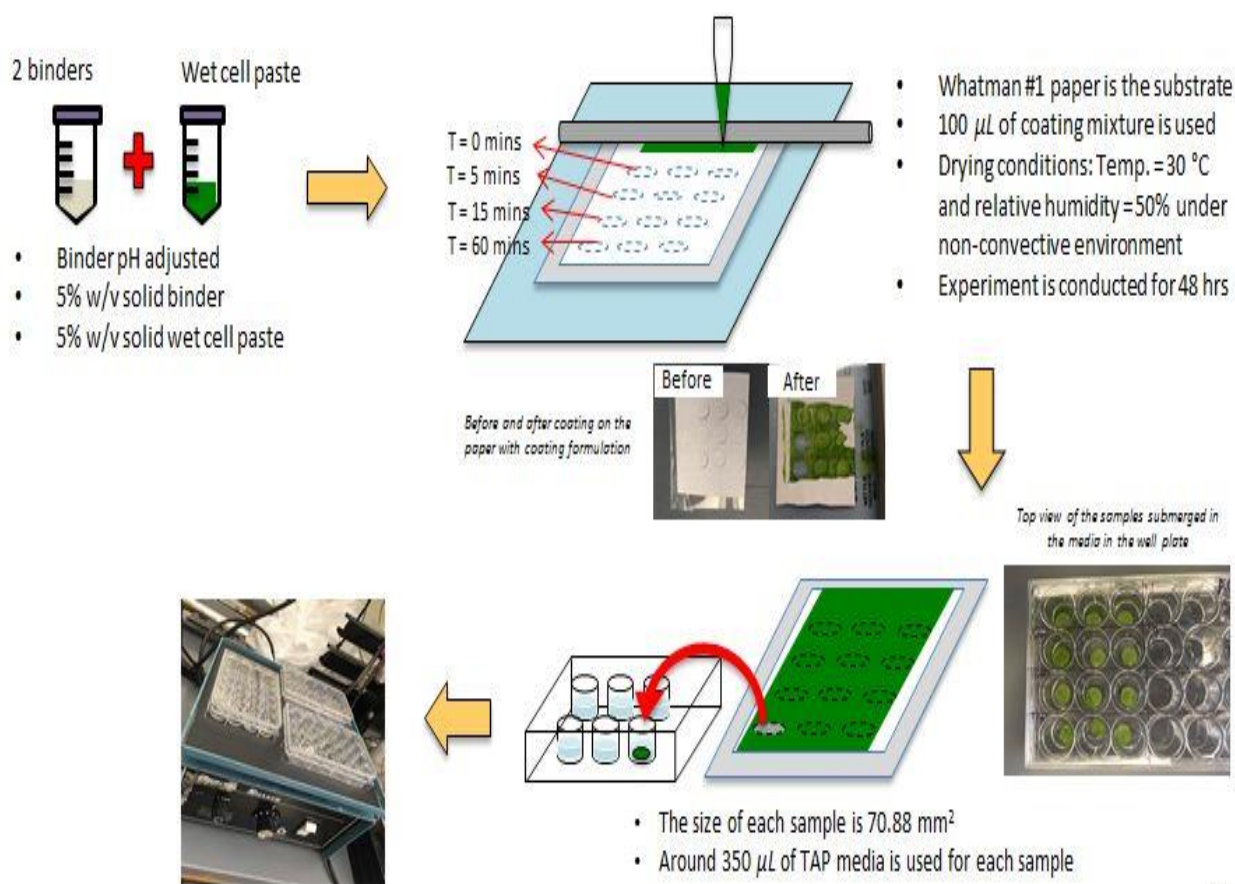 2 binders
Wet cell paste
• Binder pH adjusted
• 5% w/v solid binder
• 5% w/v solid wet cell paste
T = 0 mins
T = 5 mins
T = 15 mins
T = 60 mins
• Whatman #1 paper is the substrate
• 100 μL of coating mixture is used
• Drying conditions: Temp. = 30 °C
and relative humidity = 50% under
non-convective environment
• Experiment is conducted for 48 hrs
Before and after coating on the
paper with coating formulation
Before
After
Top view of the samples submerged in
the media in the well plate
• The size of each sample is 70.88 mm²
• Around 350 μL of TAP media is used for each sample